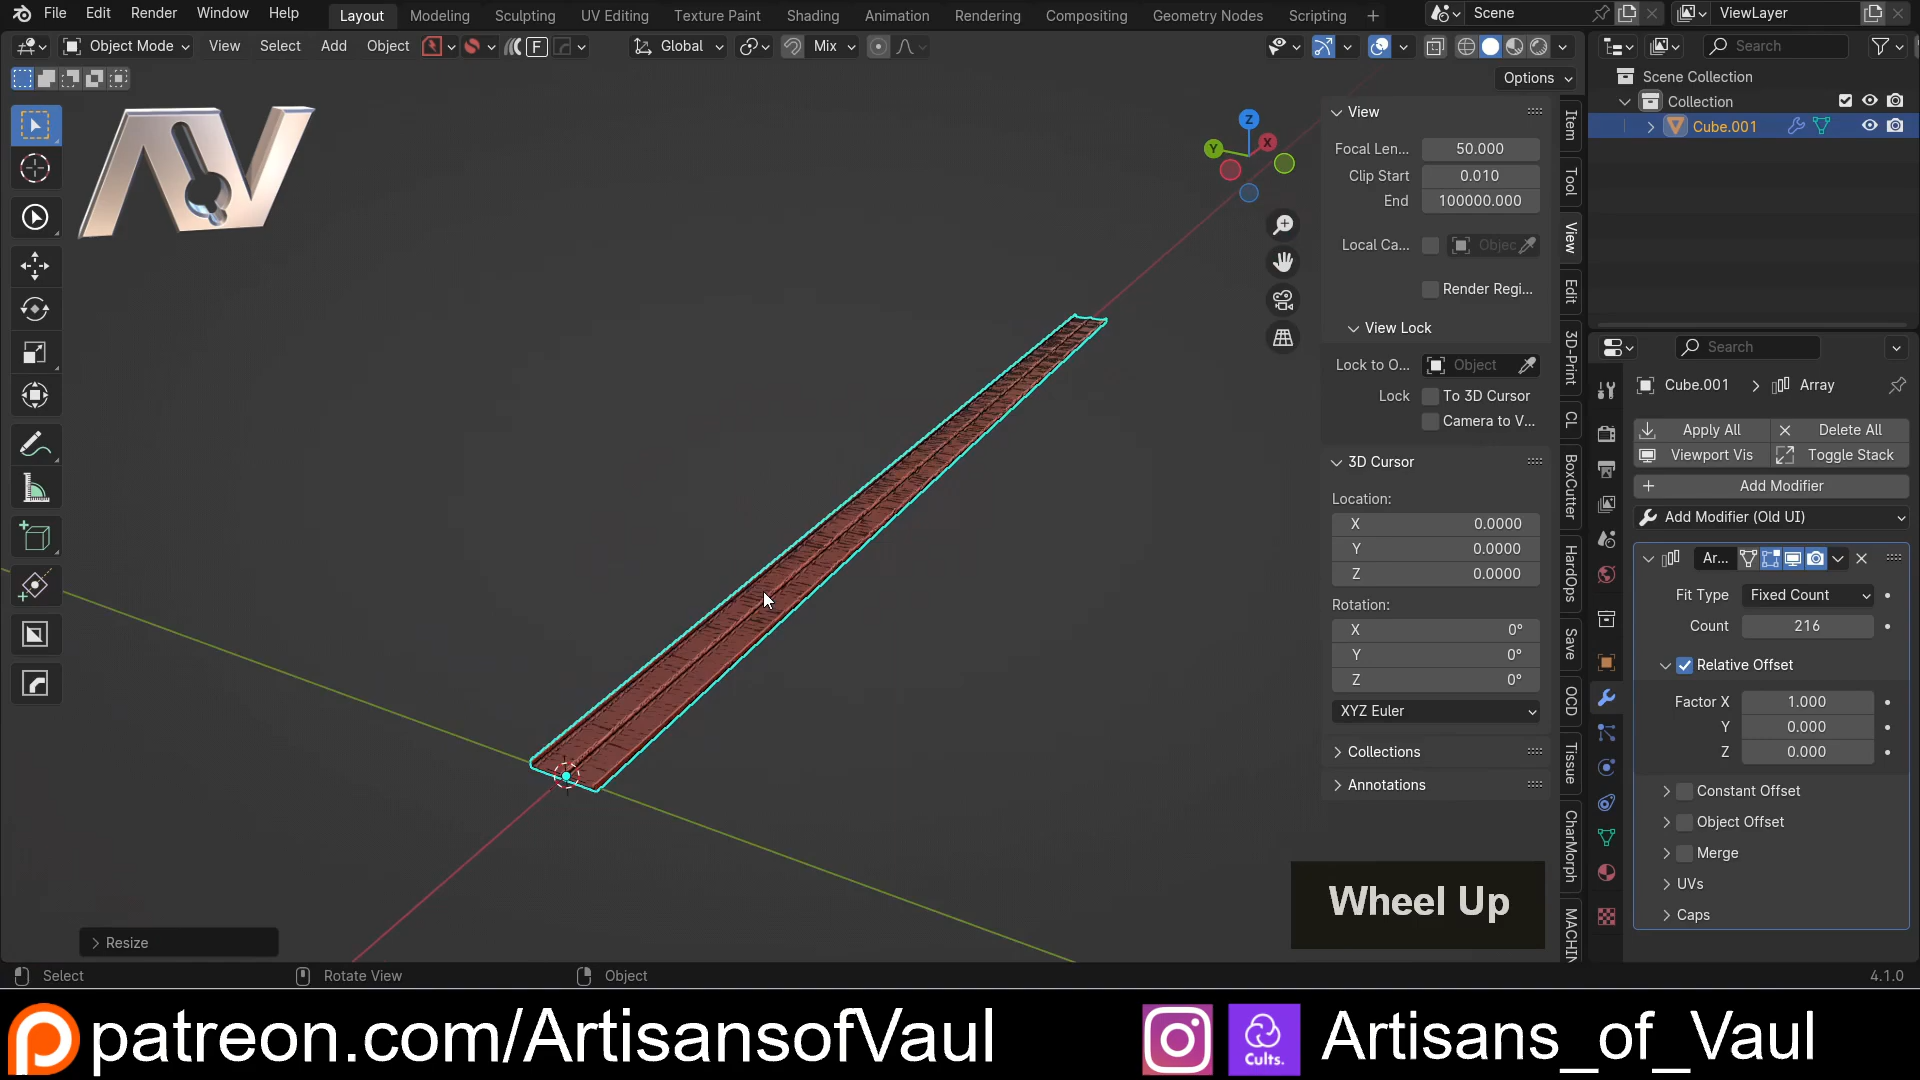 File Edit Render Window Help Layout Modeling Sculpting UV Editing Texture Paint Shading Animation Rendering Compositing Geometry Nodes Scripting + Scene ViewLayer
Object Mode View Select Add Object F Global Mix Search
Options
Scene Collection
Collection
Cube.001
AV
Z
Y X
View
Focal Len... 50.000
Clip Start 0.010
End 100000.000
Local Ca... Objec
Render Regi...
View Lock
Lock to O... Object
Lock To 3D Cursor
Camera to V...
3D Cursor
Location:
X 0.0000
Y 0.0000
Z 0.0000
Rotation:
X 0°
Y 0°
Z 0°
XYZ Euler
Collections
Annotations
Item
Tool
View
Edit
3D-Print
CL
BoxCutter
HardOps
Save
OCD
Tissue
CharMorph
MACHIN
Search
Cube.001 > Array
Apply All Delete All
Viewport Vis Toggle Stack
Add Modifier
Add Modifier (Old UI)
Ar...
Fit Type Fixed Count
Count 216
Relative Offset
Factor X 1.000
Y 0.000
Z 0.000
Constant Offset
Object Offset
Merge
UVs
Caps
Wheel Up
Resize
Select Rotate View Object 4.1.0
patreon.com/ArtisansofVaul Cults. Artisans_of_Vaul